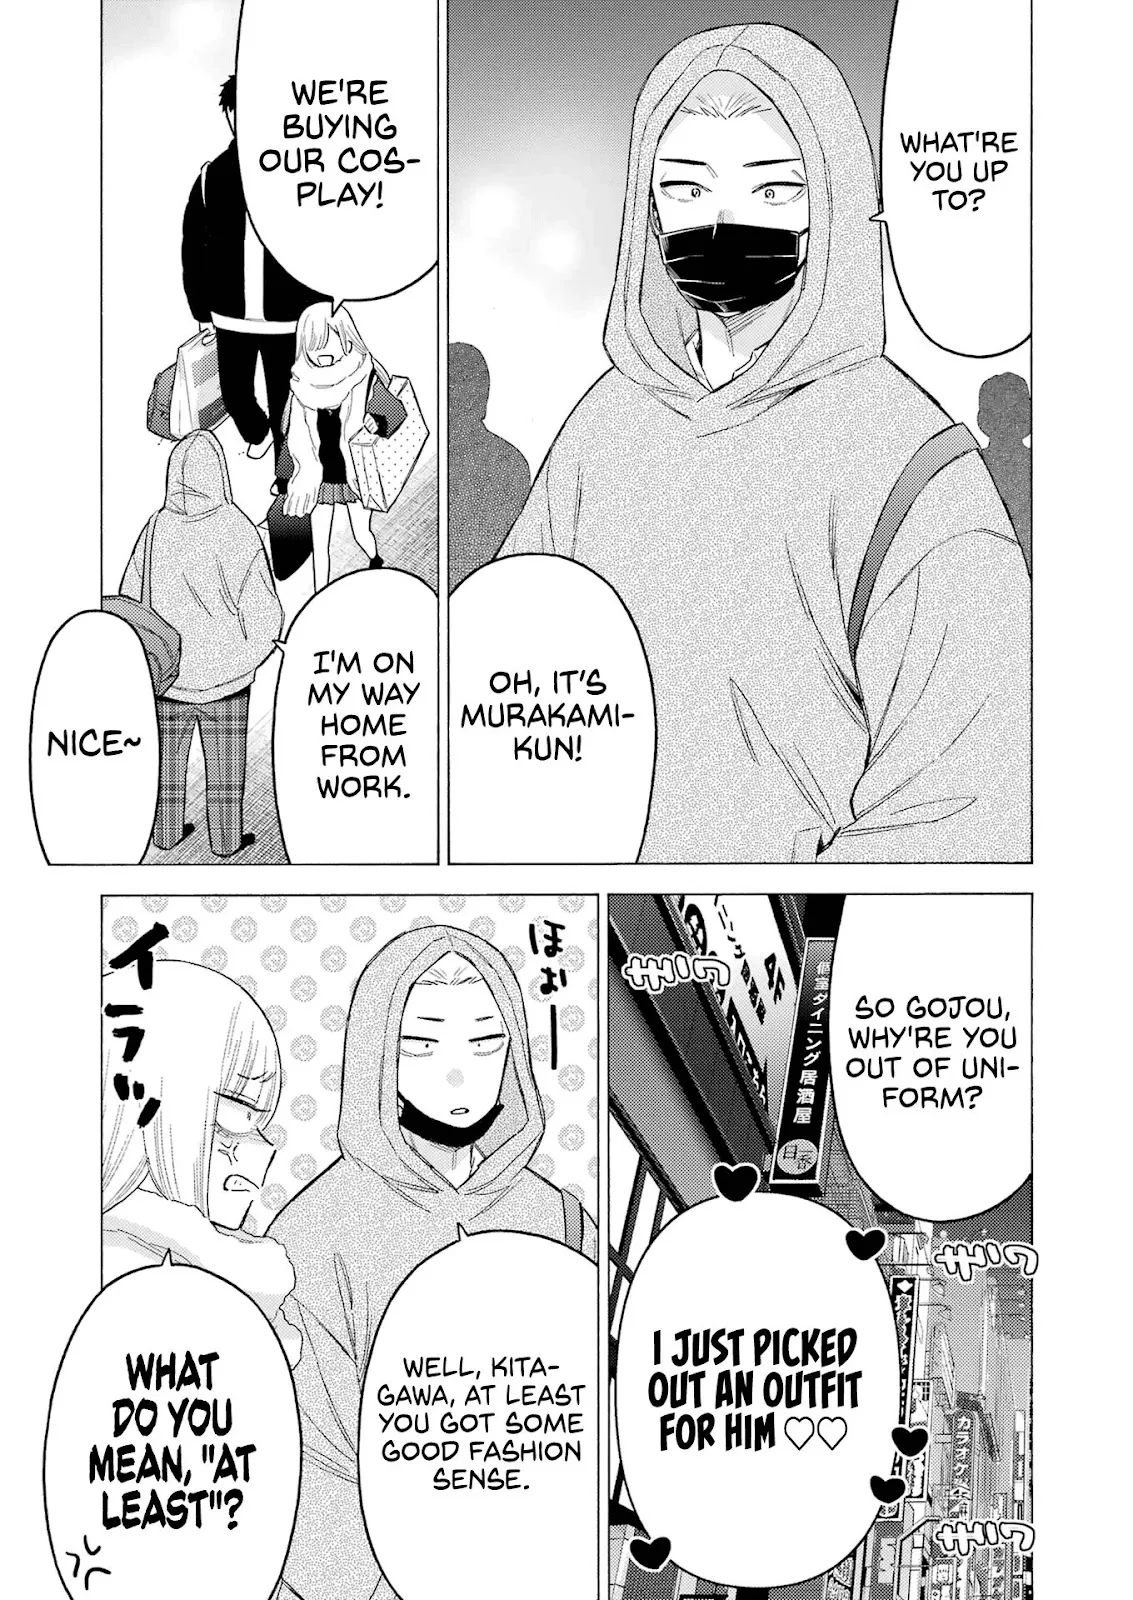 WHAT'RE
YOU UP
TO?
OH, IT'S
MURAKAMI-
KUN!
WE'RE
BUYING
OUR COS-
PLAY!
I'M ON
MY WAY
HOME
FROM
WORK.
NICE~
SO GOJOU,
WHY'RE YOU
OUT OF UNI-
FORM?
個室ダイニング居酒屋
I JUST PICKED
OUT AN OUTFIT
FOR HIM ♡♡
カラオケ
ほぉー
WELL, KITA-
GAWA, AT LEAST
YOU GOT SOME
GOOD FASHION
SENSE.
イラッ
WHAT
DO YOU
MEAN, "AT
LEAST"?